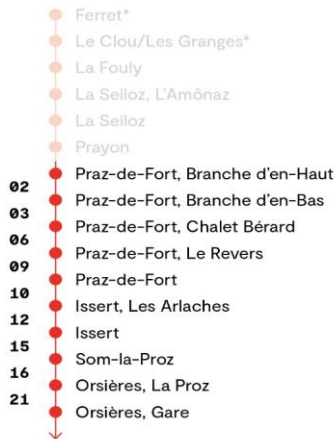 Ferret*
Le Clou/Les Granges*
La Fouly
La Seiloz, L'Amônaz
La Seiloz
Prayon
Praz-de-Fort, Branche d'en-Haut
02
Praz-de-Fort, Branche d'en-Bas
03
Praz-de-Fort, Chalet Bérard
06
Praz-de-Fort, Le Revers
09
Praz-de-Fort
10
Issert, Les Arlaches
12
Issert
15
Som-la-Proz
16
Orsières, La Proz
21
Orsières, Gare